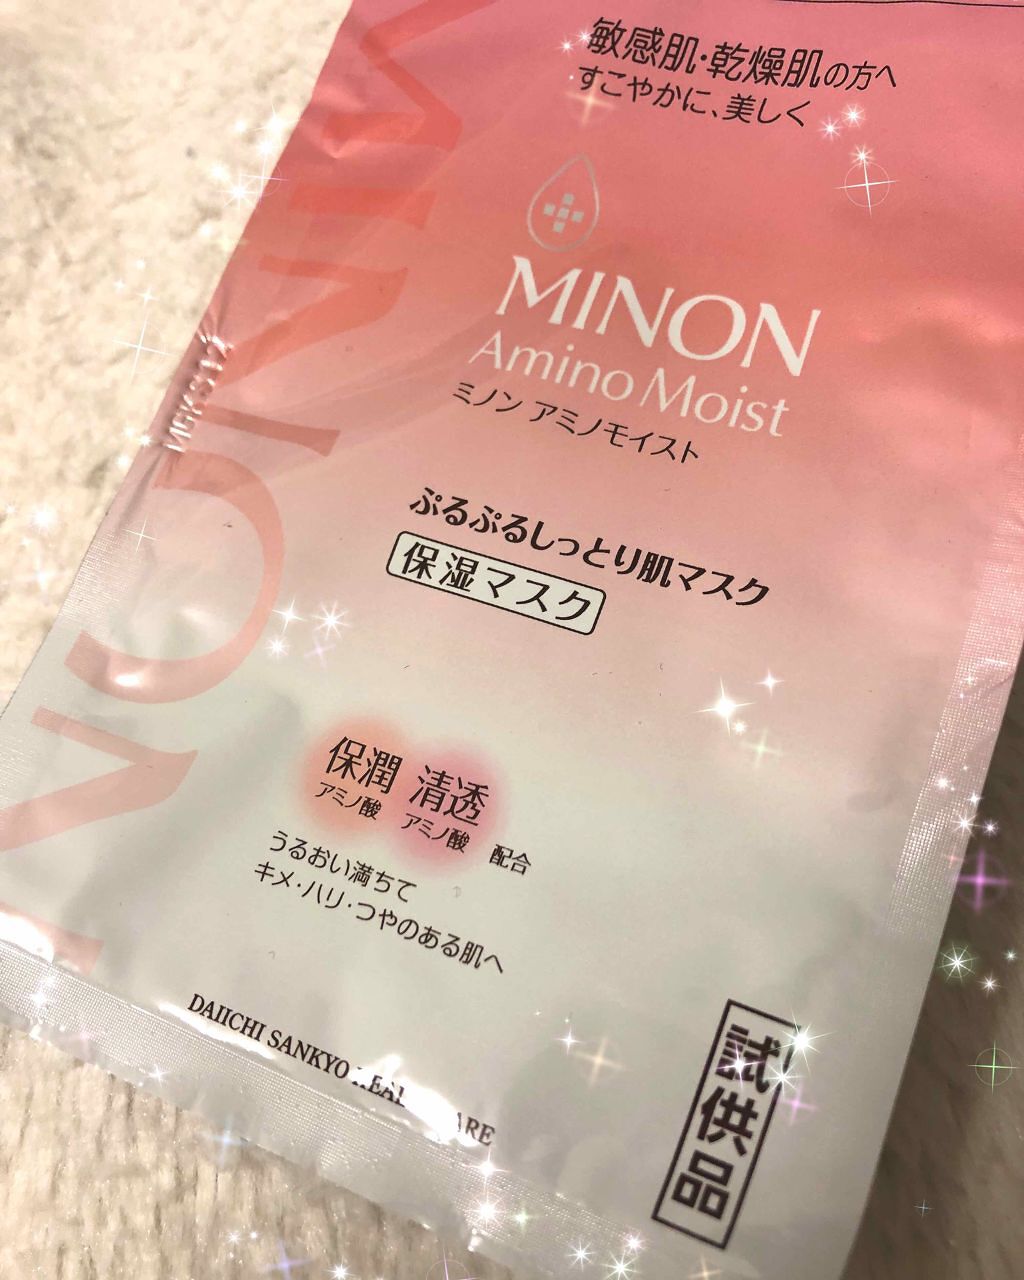 敏感肌・乾燥肌の方へ
すこやかに、美しく
MINON
Amino Moist
ミノン アミノモイスト
ぷるぷるしっとり肌マスク
保湿マスク
保潤 清透
アミノ酸 アミノ酸 配合
うるおい満ちて
キメ・ハリ・つやのある肌へ
DAIICHI SANKYO
試供品
MINON